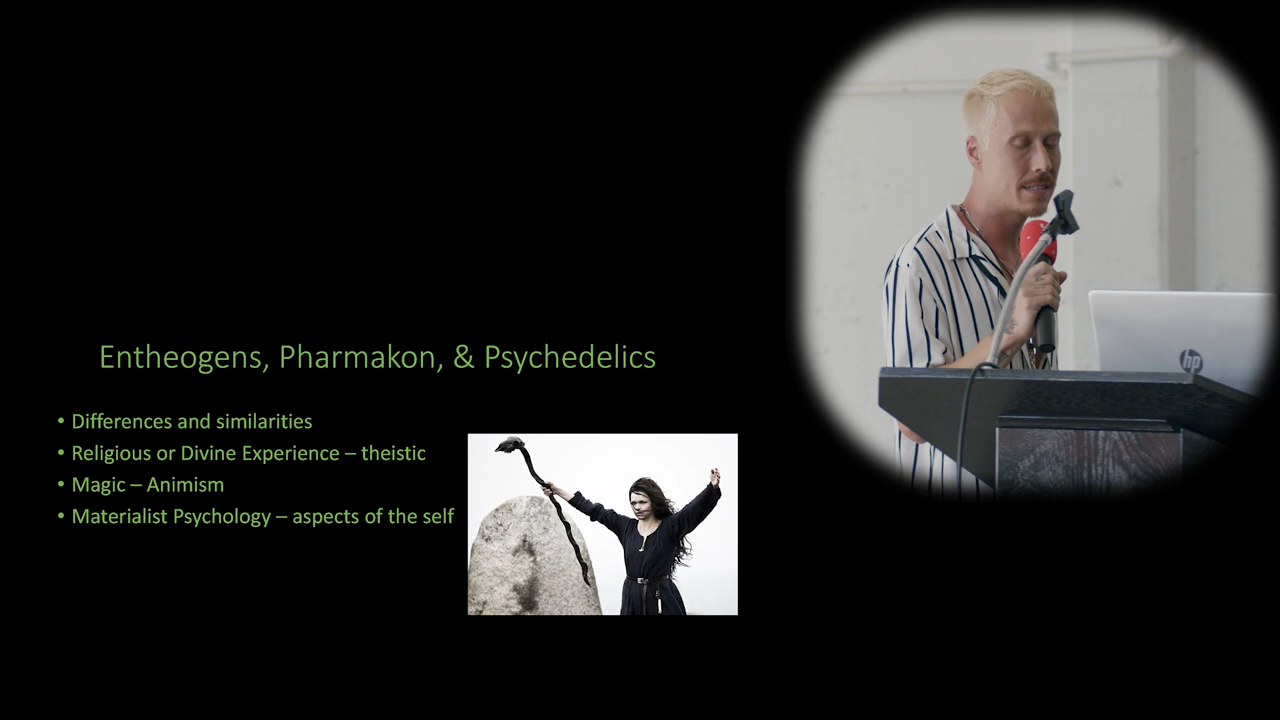 Entheogens, Pharmakon, & Psychedelics
• Differences and similarities
• Religious or Divine Experience – theistic
• Magic – Animism
• Materialist Psychology – aspects of the self
hp